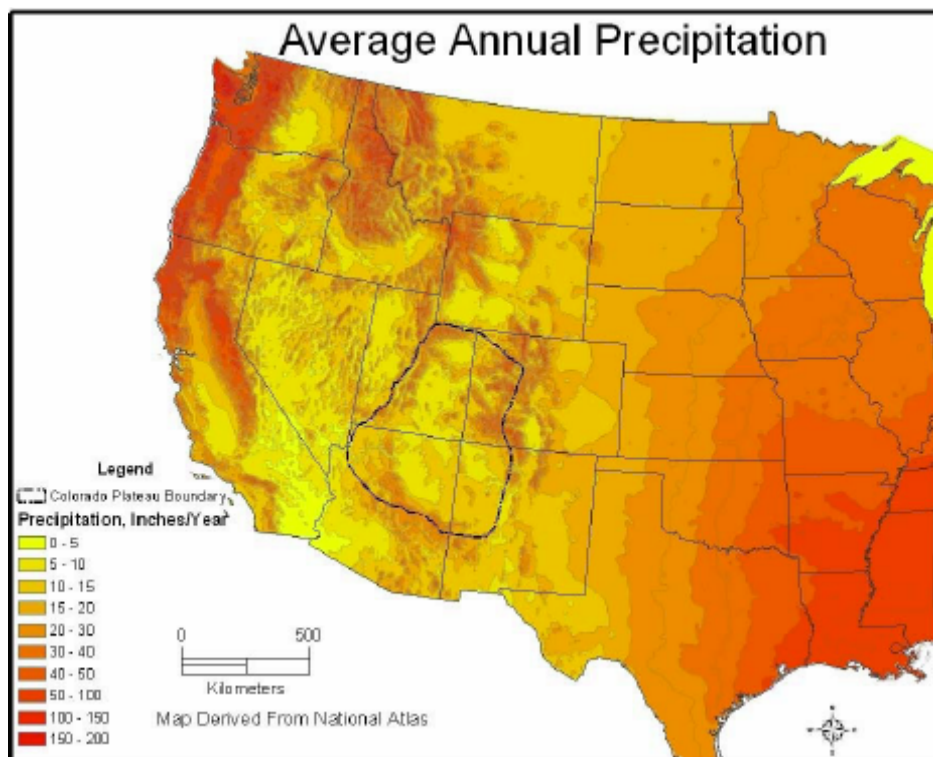 Average Annual Precipitation
Legend
Colorado Plateau Boundary
Precipitation, Inches/Year
0 - 5
5 - 10
10 - 15
15 - 20
20 - 30
30 - 40
40 - 50
50 - 100
100 - 150
150 - 200
0 500
Kilometers
Map Derived From National Atlas